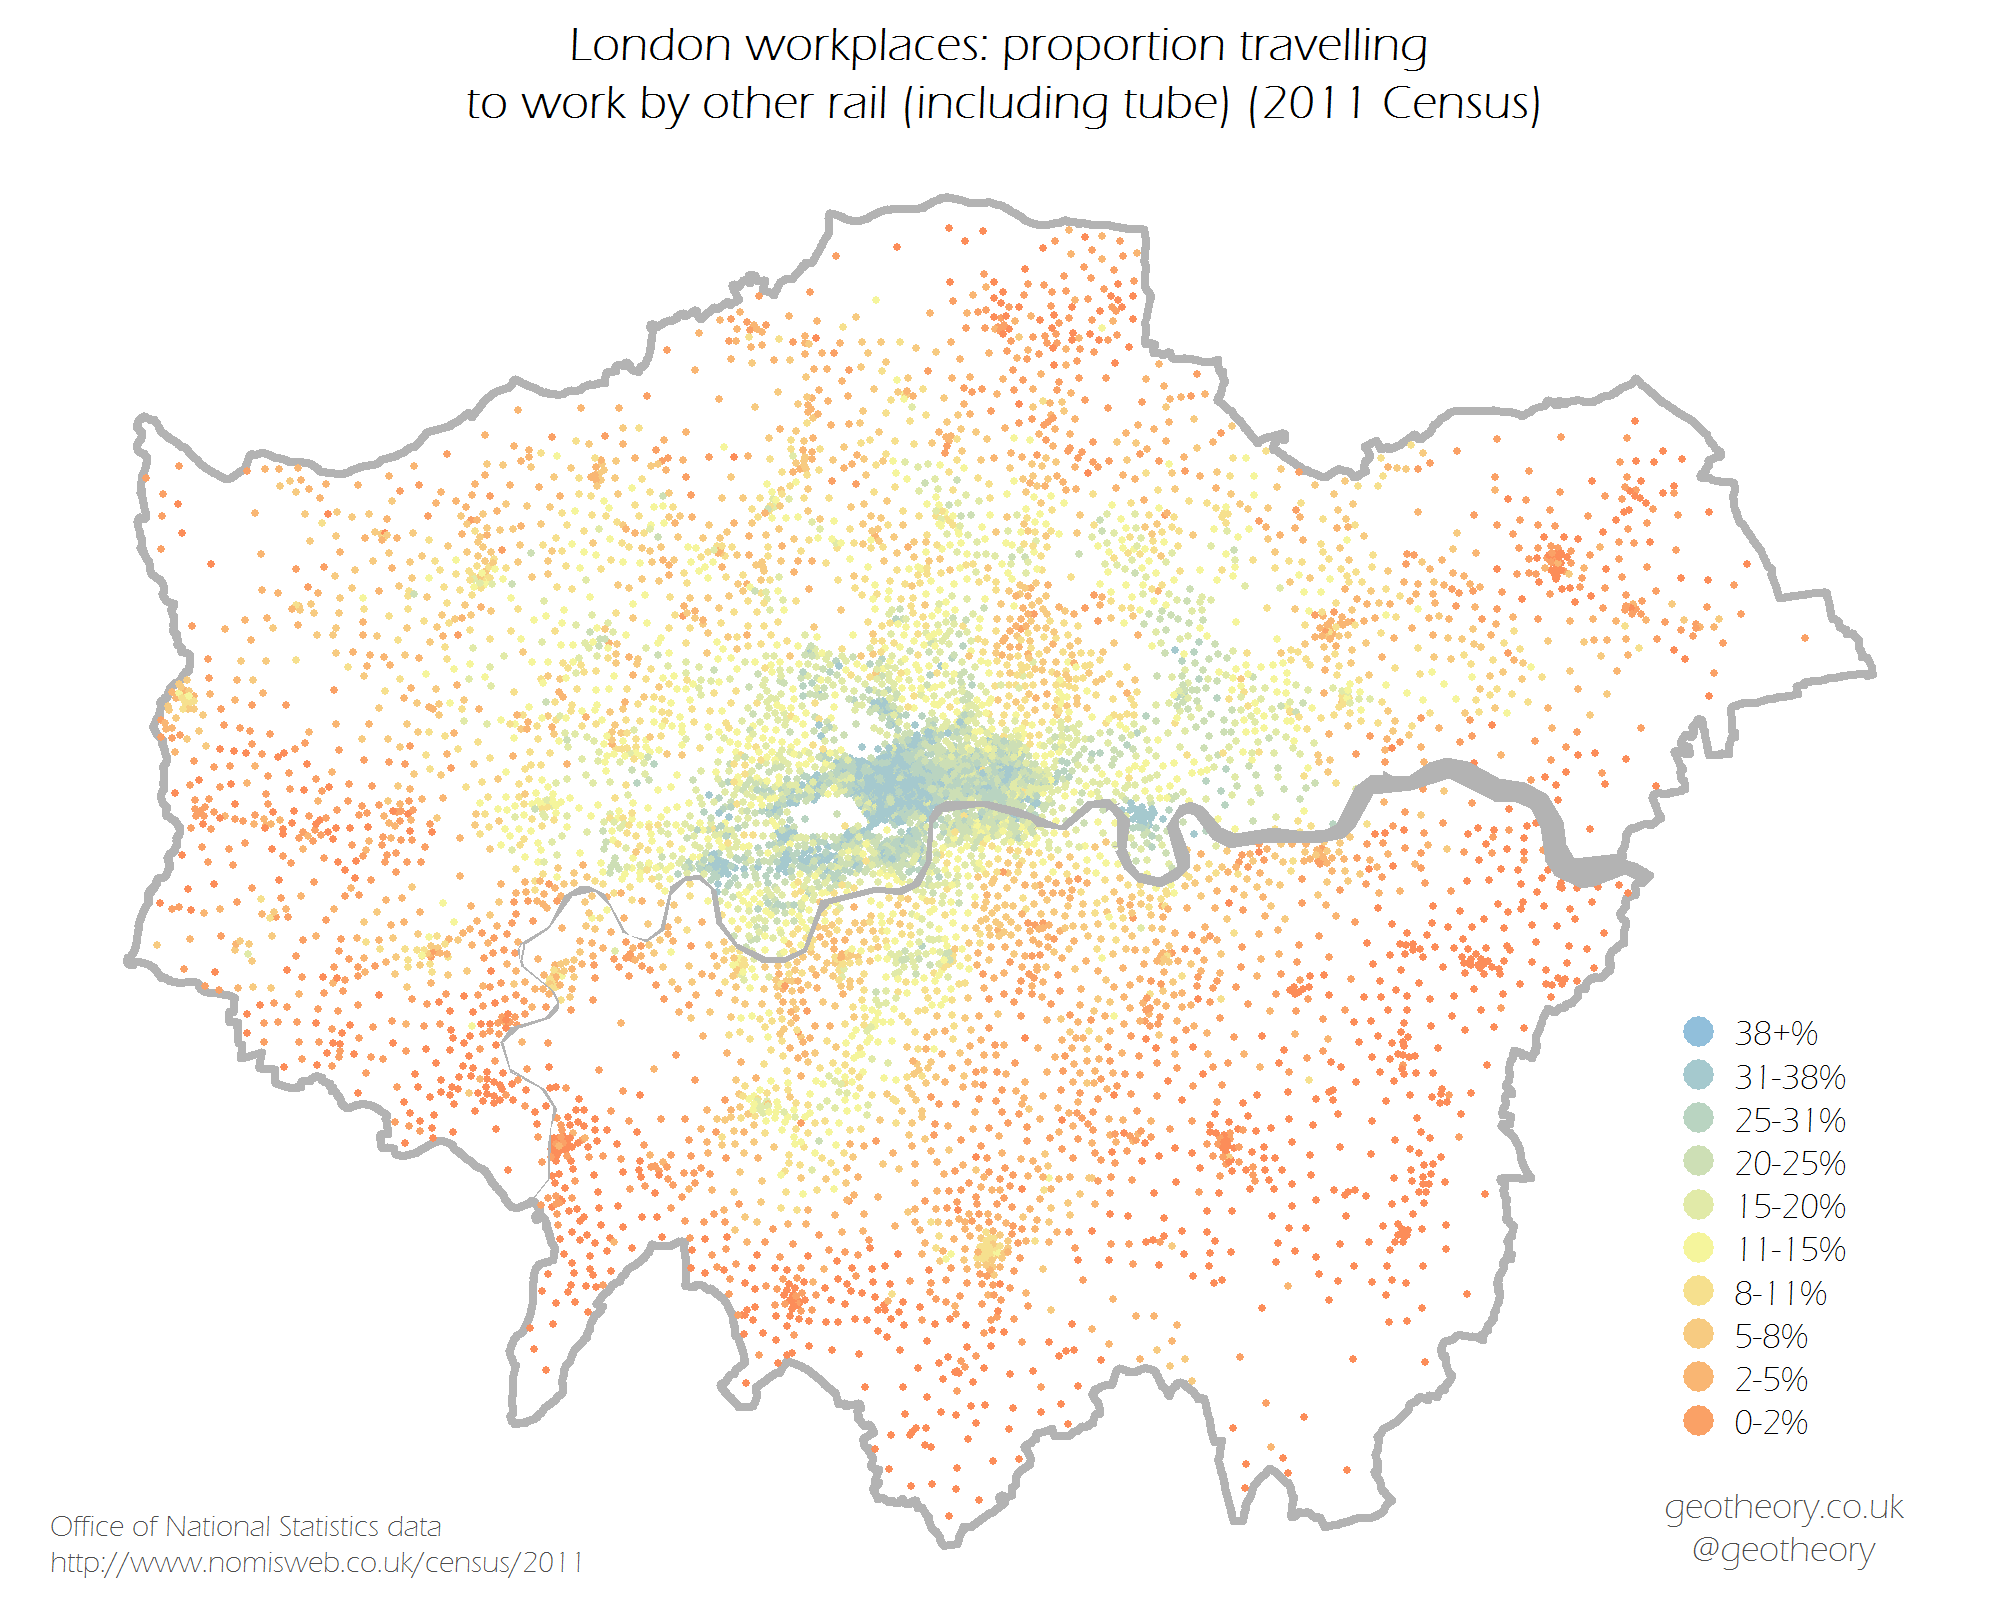 London workplaces: proportion travelling
to work by other rail (including tube) (2011 Census)
38+%
31-38%
25-31%
20-25%
15-20%
11-15%
8-11%
5-8%
2-5%
0-2%
Office of National Statistics data
http://www.nomisweb.co.uk/census/2011
geotheory.co.uk
@geotheory